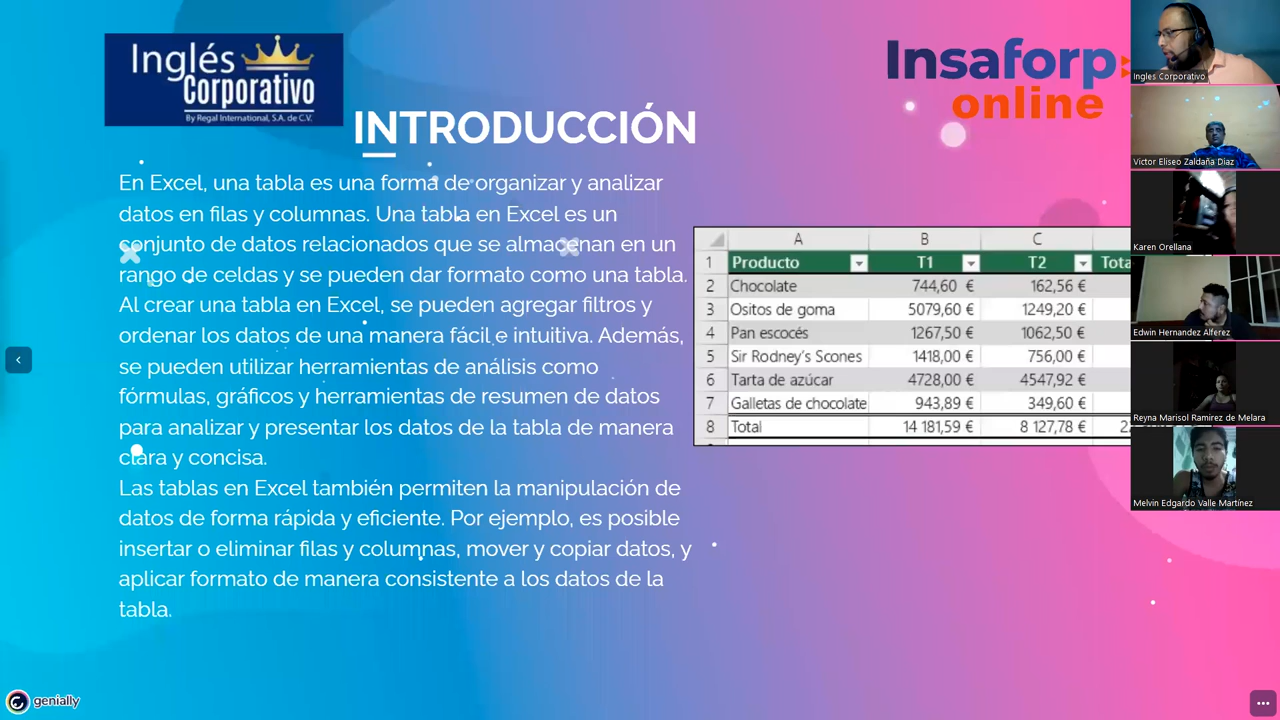 Inglés
Corporativo
By Regal International, S.A. de C.V.
Insaforp
online
INTRODUCCIÓN
En Excel, una tabla es una forma de organizar y analizar
datos en filas y columnas. Una tabla en Excel es un
conjunto de datos relacionados que se almacenan en un
rango de celdas y se pueden dar formato como una tabla.
Al crear una tabla en Excel, se pueden agregar filtros y
ordenar los datos de una manera fácil e intuitiva. Además,
se pueden utilizar herramientas de análisis como
fórmulas, gráficos y herramientas de resumen de datos
para analizar y presentar los datos de la tabla de manera
clara y concisa.
Las tablas en Excel también permiten la manipulación de
datos de forma rápida y eficiente. Por ejemplo, es posible
insertar o eliminar filas y columnas, mover y copiar datos, y
aplicar formato de manera consistente a los datos de la
tabla.
A B C
1 Producto T1 T2 Tota
2 Chocolate 744,60 € 162,56 €
3 Ositos de goma 5079,60 € 1249,20 €
4 Pan escocés 1267,50 € 1062,50 €
5 Sir Rodney's Scones 1418,00 € 756,00 €
6 Tarta de azúcar 4728,00 € 4547,92 €
7 Galletas de chocolate 943,89 € 349,60 €
8 Total 14 181,59 € 8 127,78 € 2
Ingles Corporativo
Victor Eliseo Zaldaña Diaz
Karen Orellana
Edwin Hernandez Alferez
Reyna Marisol Ramirez de Melara
Melvin Edgardo Valle Martínez
genially